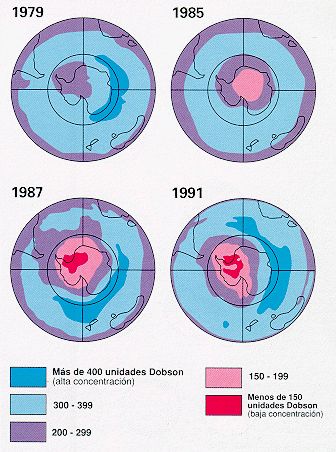 1979
1985
1987
1991
Más de 400 unidades Dobson
(alta concentración)
300 - 399
200 - 299
150 - 199
Menos de 150
unidades Dobson
(baja concentración)